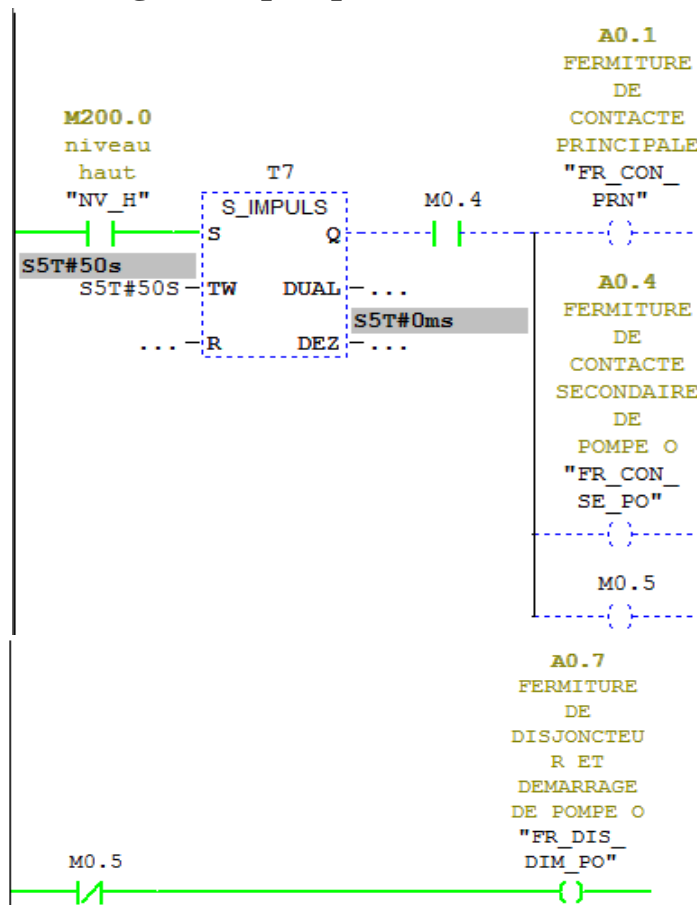 A0.1
FERMITURE
DE
CONTACTE
PRINCIPALE
"FR_CON_
PRN"
M200.0
niveau
haut
"NV_H"
T7
S_IMPULS
S
Q
M0.4
S5T#50s
S5T#50S
TW
DUAL
...
S5T#0ms
...
R
DEZ
...
A0.4
FERMITURE
DE
CONTACTE
SECONDAIRE
DE
POMPE O
"FR_CON_
SE_PO"
M0.5
A0.7
FERMITURE
DE
DISJONCTEU
R ET
DEMARRAGE
DE POMPE O
"FR_DIS_
DIM_PO"
M0.5